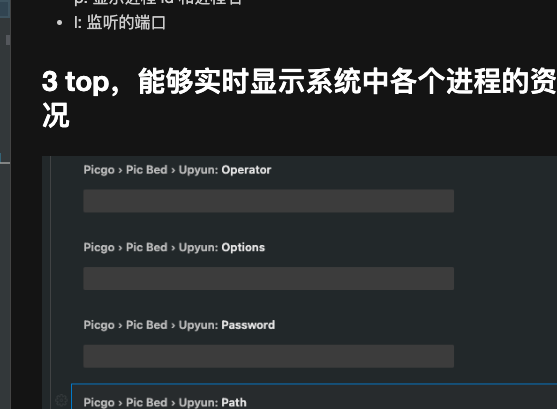 p: 显示进程 id 和进程名
l: 监听的端口
3 top，能够实时显示系统中各个进程的资
况
Picgo › Pic Bed › Upyun: Operator
Picgo › Pic Bed › Upyun: Options
Picgo › Pic Bed › Upyun: Password
Picgo › Pic Bed › Upyun: Path